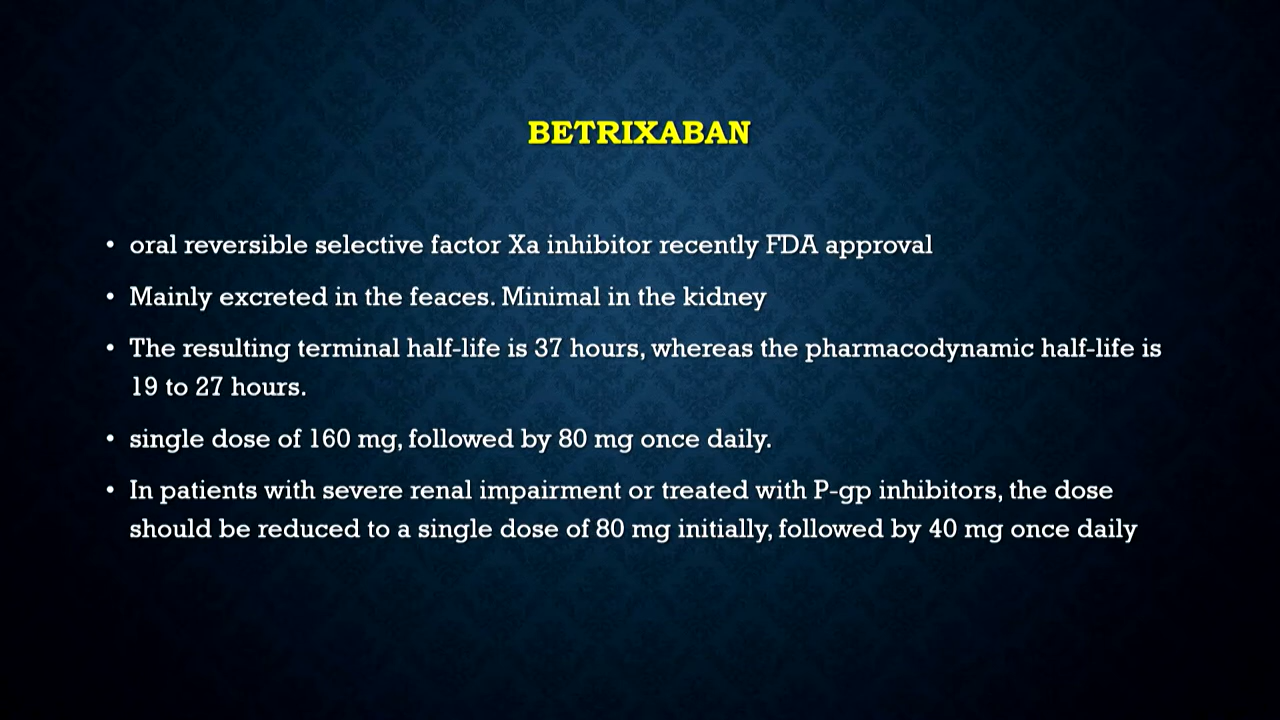 BETRIXABAN
• oral reversible selective factor Xa inhibitor recently FDA approval
• Mainly excreted in the feaces. Minimal in the kidney
• The resulting terminal half-life is 37 hours, whereas the pharmacodynamic half-life is
19 to 27 hours.
• single dose of 160 mg, followed by 80 mg once daily.
• In patients with severe renal impairment or treated with P-gp inhibitors, the dose
should be reduced to a single dose of 80 mg initially, followed by 40 mg once daily